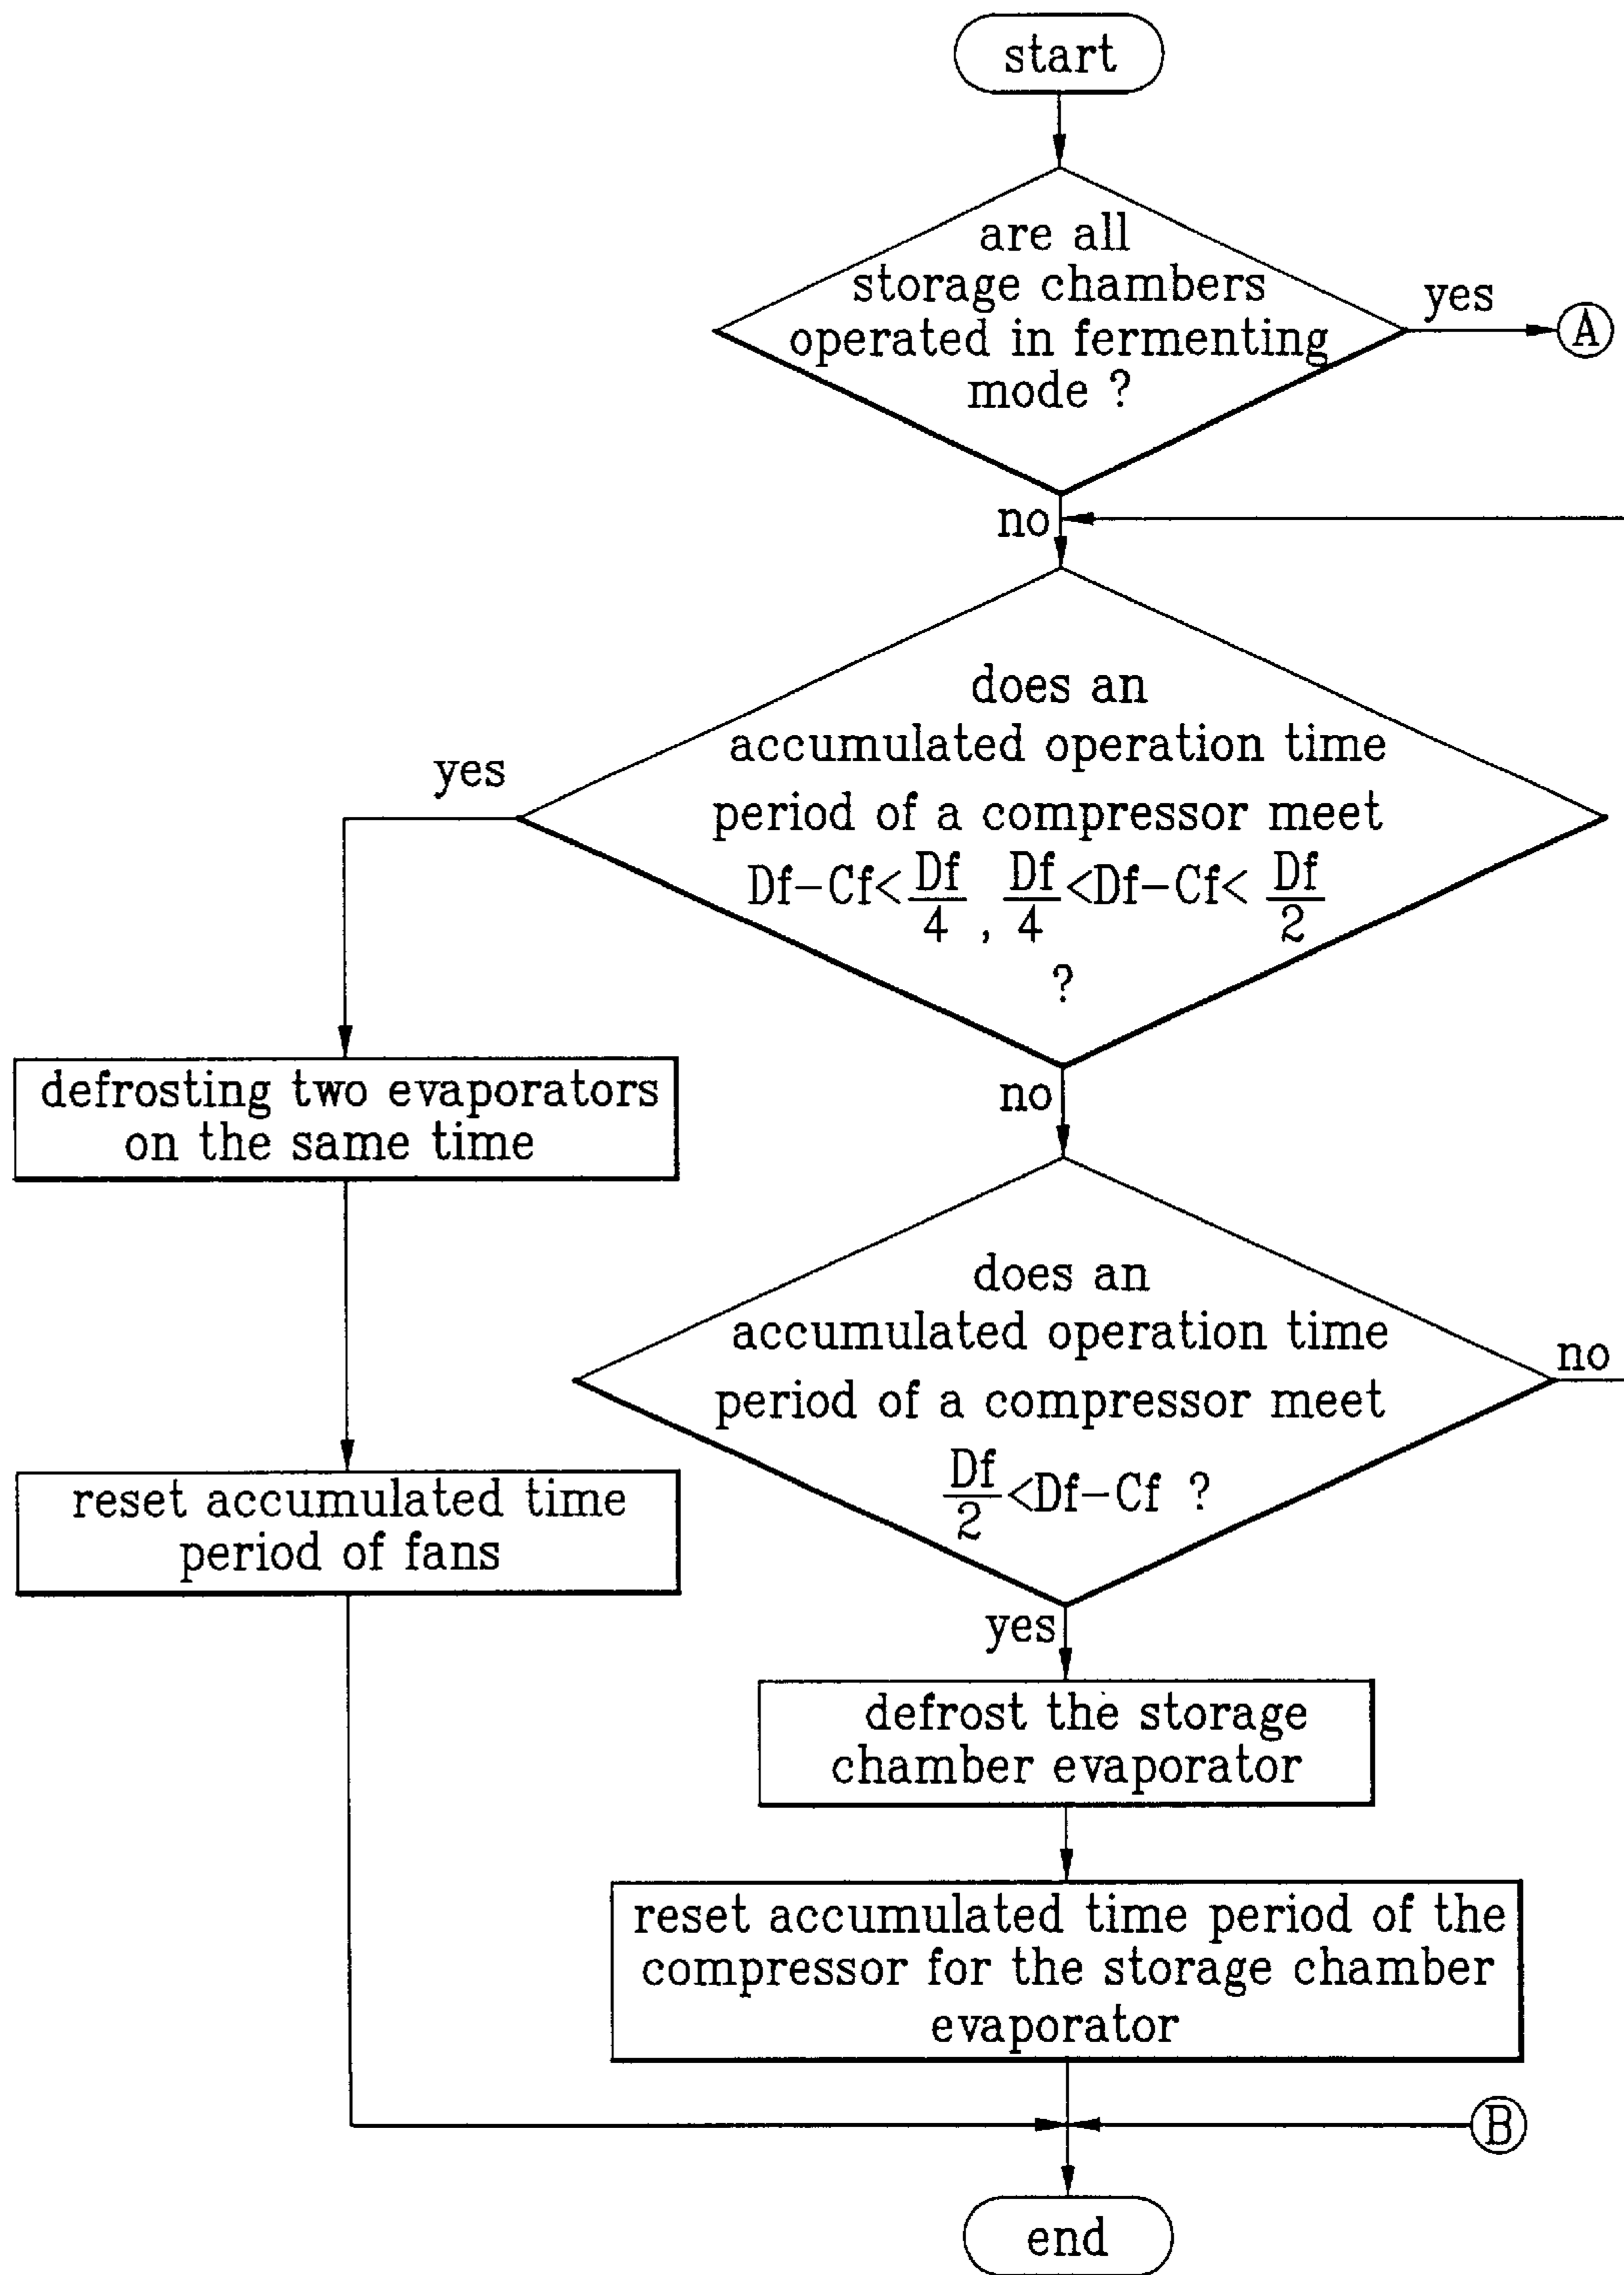 start
are all
storage chambers
operated in fermenting
mode ?
yes
A
no
does an
accumulated operation time
period of a compressor meet
Df-Cf<Df/4 , Df/4<Df-Cf< Df/2
?
yes
defrosting two evaporators
on the same time
no
does an
accumulated operation time
period of a compressor meet
Df/2<Df-Cf ?
no
reset accumulated time
period of fans
yes
defrost the storage
chamber evaporator
reset accumulated time period of the
compressor for the storage chamber
evaporator
B
end